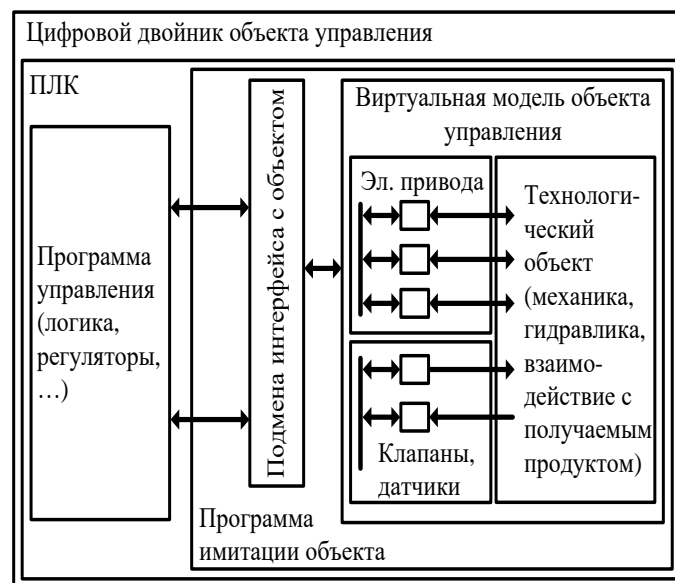 Цифровой двойник объекта управления
ПЛК
Программа
управления
(логика,
регуляторы,
…)
Подмена интерфейса с объектом
Виртуальная модель объекта
управления
Эл. привода
Клапаны,
датчики
Технологи-
ческий
объект
(механика,
гидравлика,
взаимо-
действие с
получаемым
продуктом)
Программа
имитации объекта